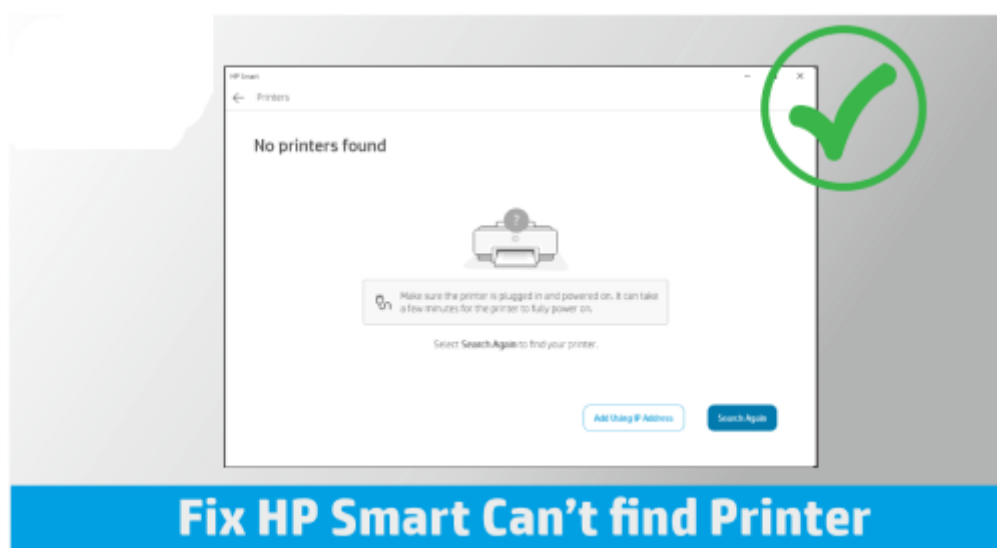 HP Smart
Printers
No printers found
?
Make sure the printer is plugged in and powered on. It can take
a few minutes for the printer to fully power on.
Select Search Again to find your printer.
Add Using IP Address
Search Again
Fix HP Smart Can't find Printer